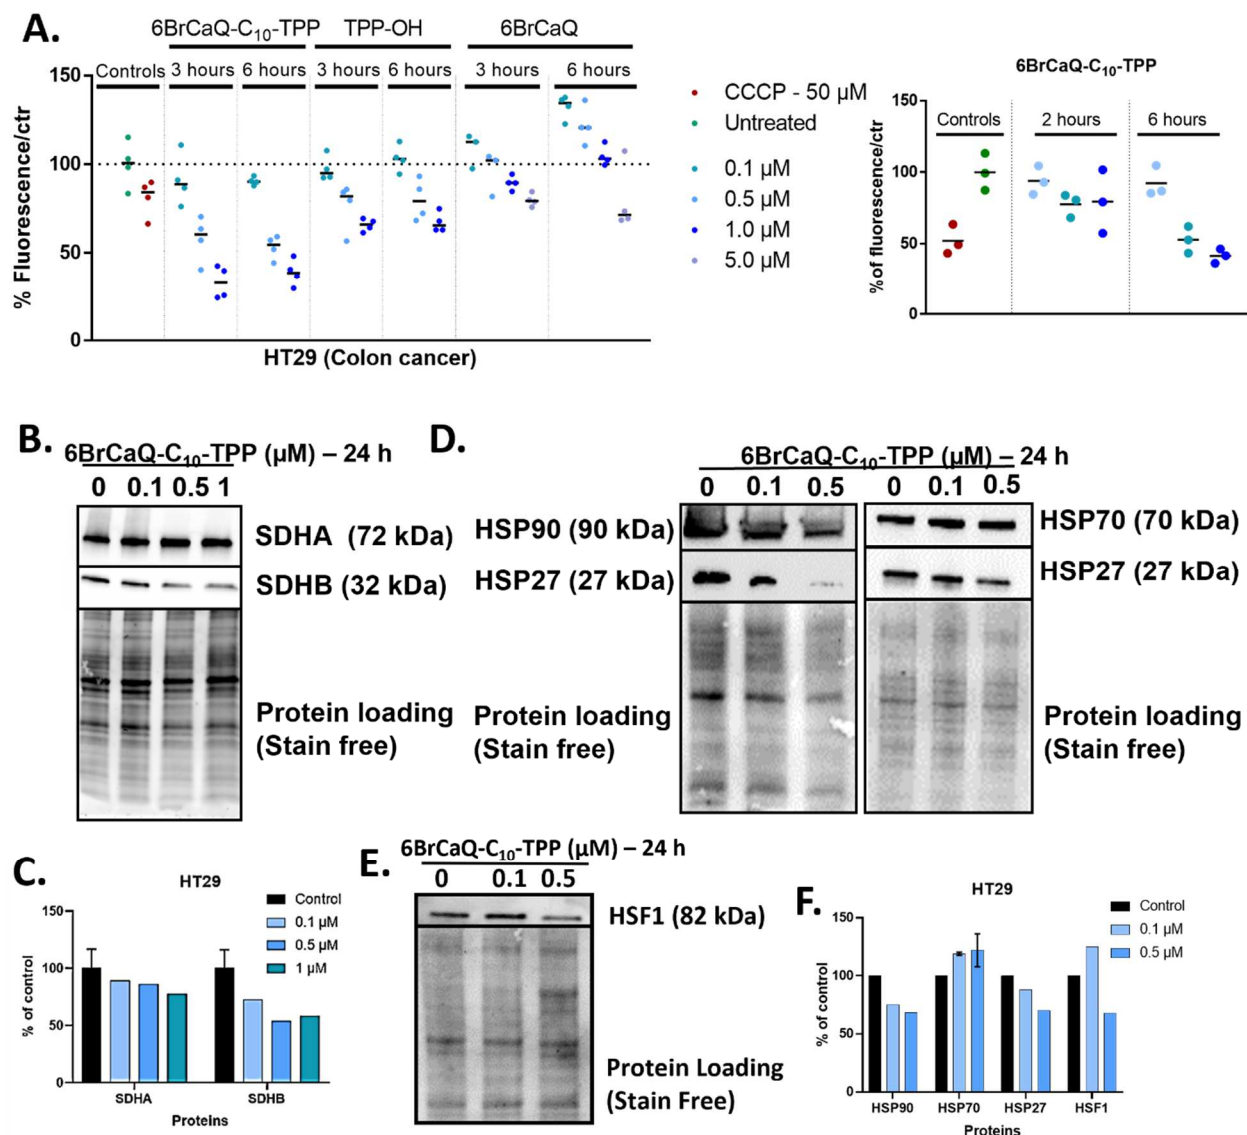 A.
6BrCaQ-C10-TPP TPP-OH 6BrCaQ
Controls 3 hours 6 hours 3 hours 6 hours 3 hours 6 hours
% Fluorescence/ctr
150
100
50
0
HT29 (Colon cancer)
CCCP - 50 µM
Untreated
0.1 µM
0.5 µM
1.0 µM
5.0 µM
6BrCaQ-C10-TPP
Controls 2 hours 6 hours
%of fluorescence/ctr
150
100
50
0
B.
6BrCaQ-C10-TPP (µM) – 24 h
0 0.1 0.5 1
SDHA (72 kDa)
SDHB (32 kDa)
Protein loading
(Stain free)
D.
6BrCaQ-C10-TPP (µM) – 24 h
0 0.1 0.5 0 0.1 0.5
HSP90 (90 kDa)
HSP27 (27 kDa)
Protein loading
(Stain free)
HSP70 (70 kDa)
HSP27 (27 kDa)
Protein loading
(Stain free)
C.
HT29
Control
0.1 µM
0.5 µM
1 µM
% of control
150
100
50
0
SDHA SDHB
Proteins
E.
6BrCaQ-C10-TPP (µM) – 24 h
0 0.1 0.5
HSF1 (82 kDa)
Protein Loading
(Stain Free)
F.
HT29
Control
0.1 µM
0.5 µM
% of control
150
100
50
0
HSP90 HSP70 HSP27 HSF1
Proteins